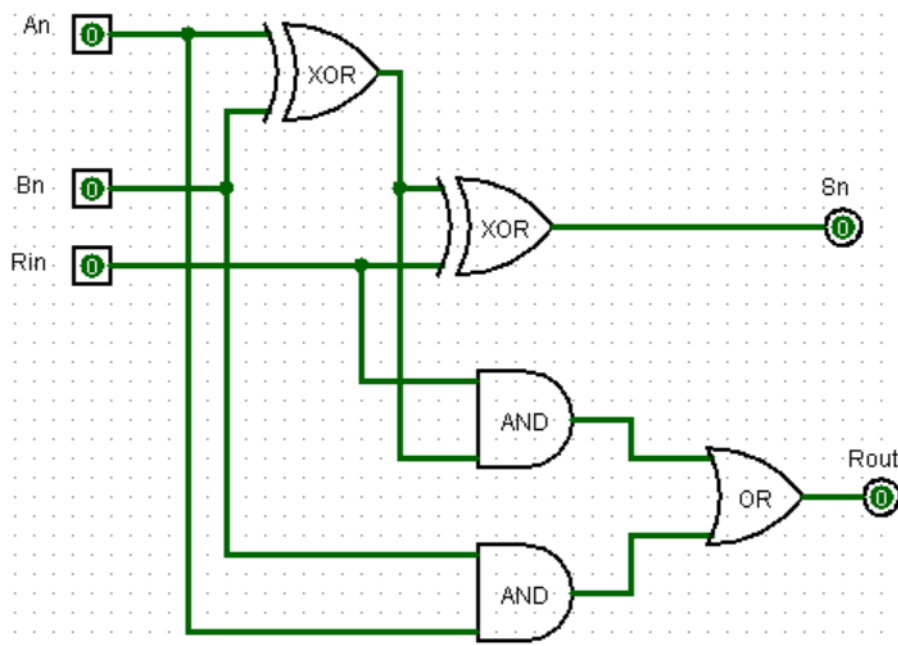 An 0
XOR
Bn 0
XOR
Sn
0
Rin 0
AND
Rout
OR 0
AND